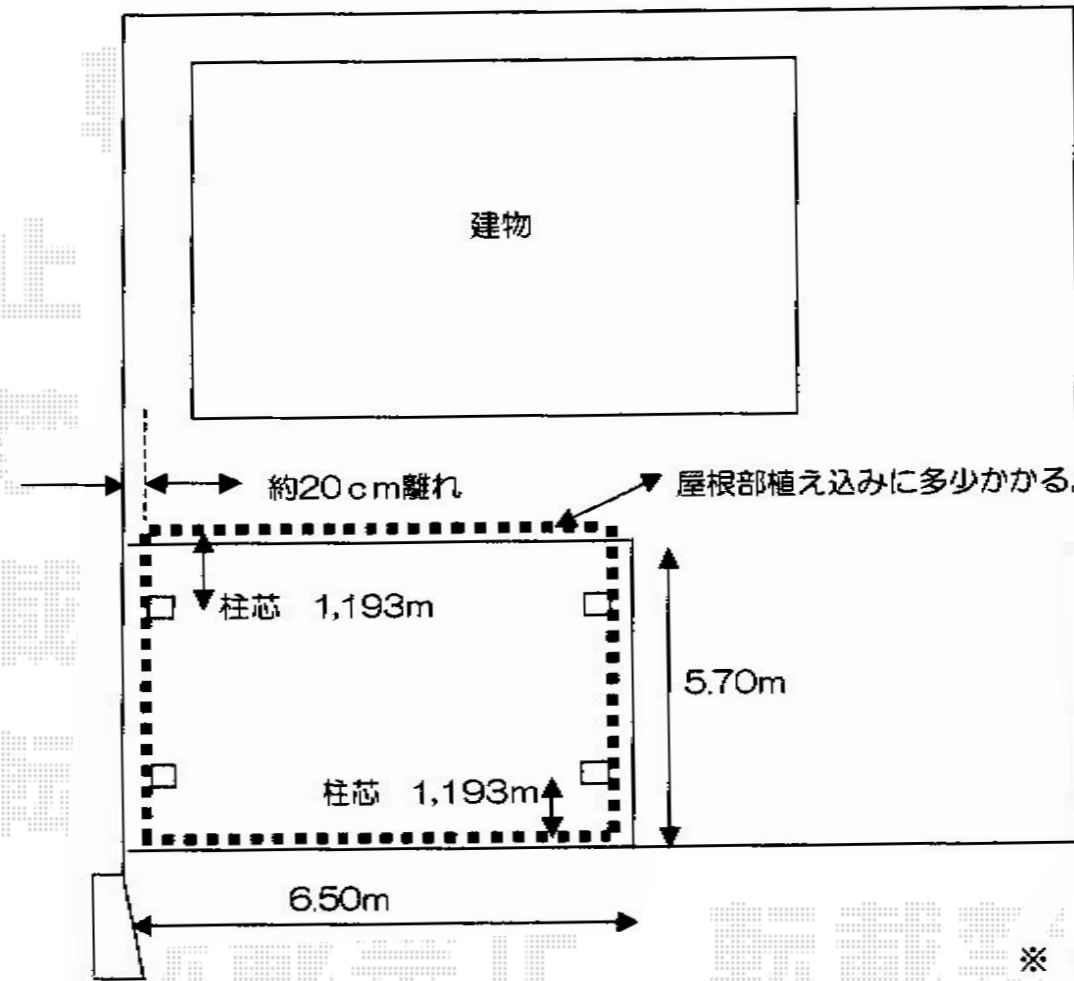 建物
約20cm離れ
屋根部植え込みに多少かかる。
柱芯 1,193m
5.70m
柱芯 1,193m
6.50m
※